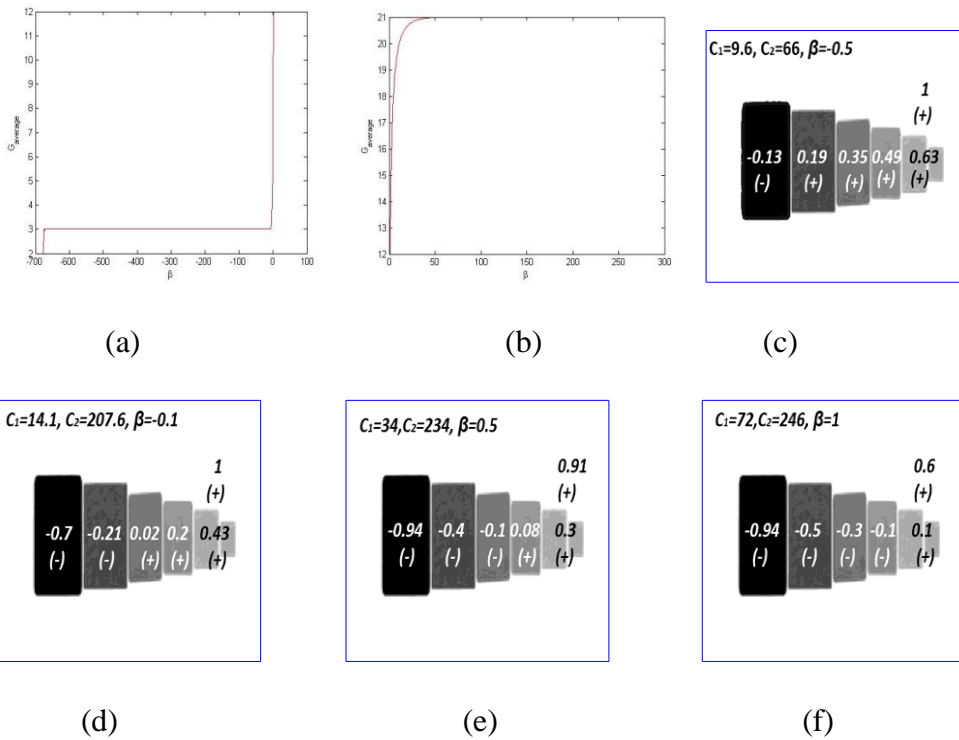 12
11
10
9
8
7
6
5
4
3
2
-700 -600 -500 -400 -300 -200 -100 0 100
G average
β
(a)
21
20
19
18
17
16
15
14
13
12
0 50 100 150 200 250 300
G average
β
(b)
C₁=9.6, C₂=66, β=-0.5
1
(+)
-0.13 0.19 0.35 0.49 0.63
(-) (+) (+) (+) (+)
(c)
C₁=14.1, C₂=207.6, β=-0.1
1
(+)
-0.7 -0.21 0.02 0.2 0.43
(-) (-) (+) (+) (+)
(d)
C₁=34,C₂=234, β=0.5
0.91
(+)
-0.94 -0.4 -0.1 0.08 0.3
(-) (-) (-) (+) (+)
(e)
C₁=72,C₂=246, β=1
0.6
(+)
-0.94 -0.5 -0.3 -0.1 0.1
(-) (-) (-) (-) (+)
(f)